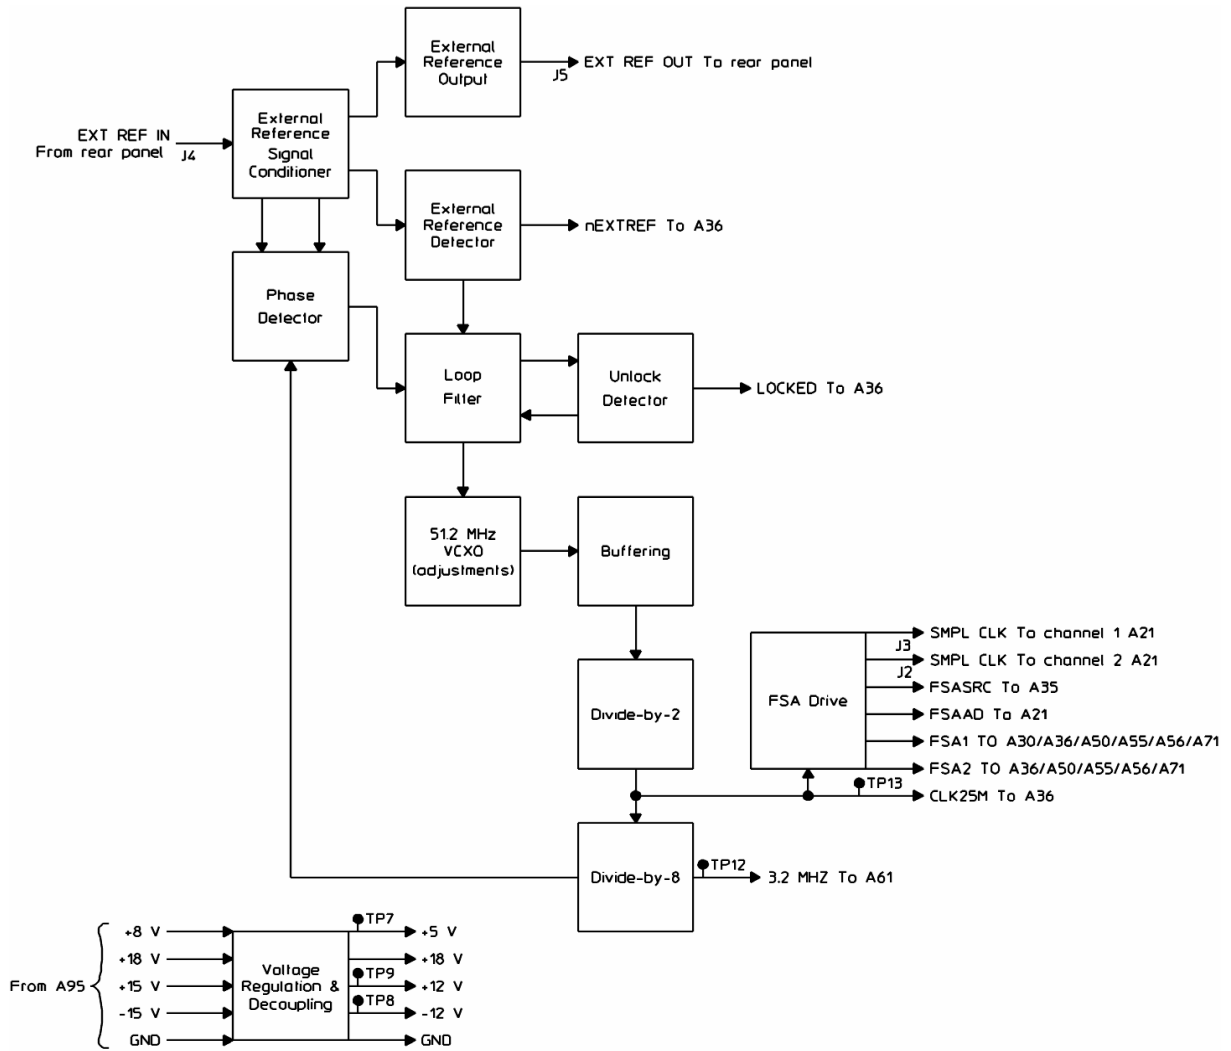 External
Reference
Output
EXT REF OUT To rear panel
J5
External
Reference
Signal
Conditioner
EXT REF IN
From rear panel
J4
External
Reference
Detector
nEXTREF To A36
Phase
Detector
Loop
Filter
Unlock
Detector
LOCKED To A36
51.2 MHz
VCXO
(adjustments)
Buffering
Divide-by-2
FSA Drive
SMPL CLK To channel 1 A21
J3
SMPL CLK To channel 2 A21
J2
FSASRC To A35
FSAAD To A21
FSA1 TO A30/A36/A50/A55/A56/A71
FSA2 TO A36/A50/A55/A56/A71
TP13
CLK25M To A36
Divide-by-8
TP12
3.2 MHZ To A61
From A95
+8 V
+18 V
+15 V
-15 V
GND
Voltage
Regulation &
Decoupling
TP7
+5 V
+18 V
TP9
+12 V
TP8
-12 V
GND